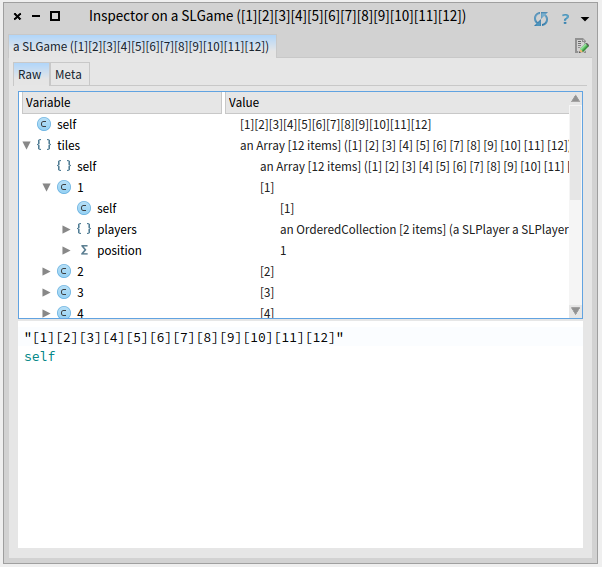 Inspector on a SLGame ([1][2][3][4][5][6][7][8][9][10][11][12])
?
a SLGame ([1][2][3][4][5][6][7][8][9][10][11][12])
Raw Meta
Variable Value
C self [1][2][3][4][5][6][7][8][9][10][11][12]
{ } tiles an Array [12 items] ([1] [2] [3] [4] [5] [6] [7] [8] [9] [10] [11] [12]
{ } self an Array [12 items] ([1] [2] [3] [4] [5] [6] [7] [8] [9] [10] [11] [
C 1 [1]
C self [1]
{ } players an OrderedCollection [2 items] (a SLPlayer a SLPlayer
Σ position 1
C 2 [2]
C 3 [3]
C 4 [4]
"[1][2][3][4][5][6][7][8][9][10][11][12]"
self